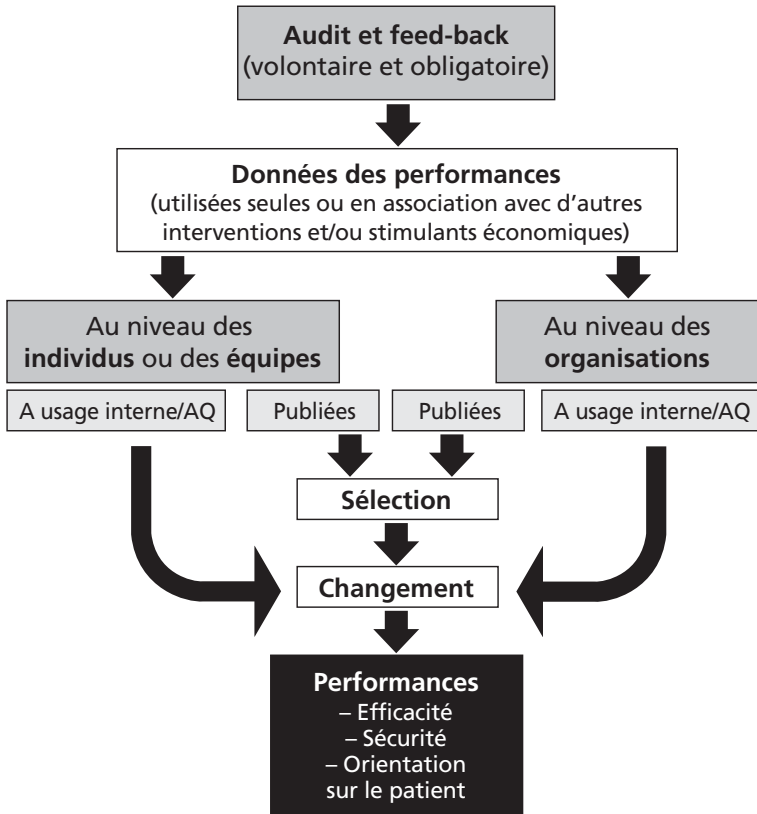 Audit et feed-back
(volontaire et obligatoire)
Données des performances
(utilisées seules ou en association avec d'autres
interventions et/ou stimulants économiques)
Au niveau des
individus ou des équipes
Au niveau des
organisations
A usage interne/AQ
Publiées
Publiées
A usage interne/AQ
Sélection
Changement
Performances
– Efficacité
– Sécurité
– Orientation
sur le patient